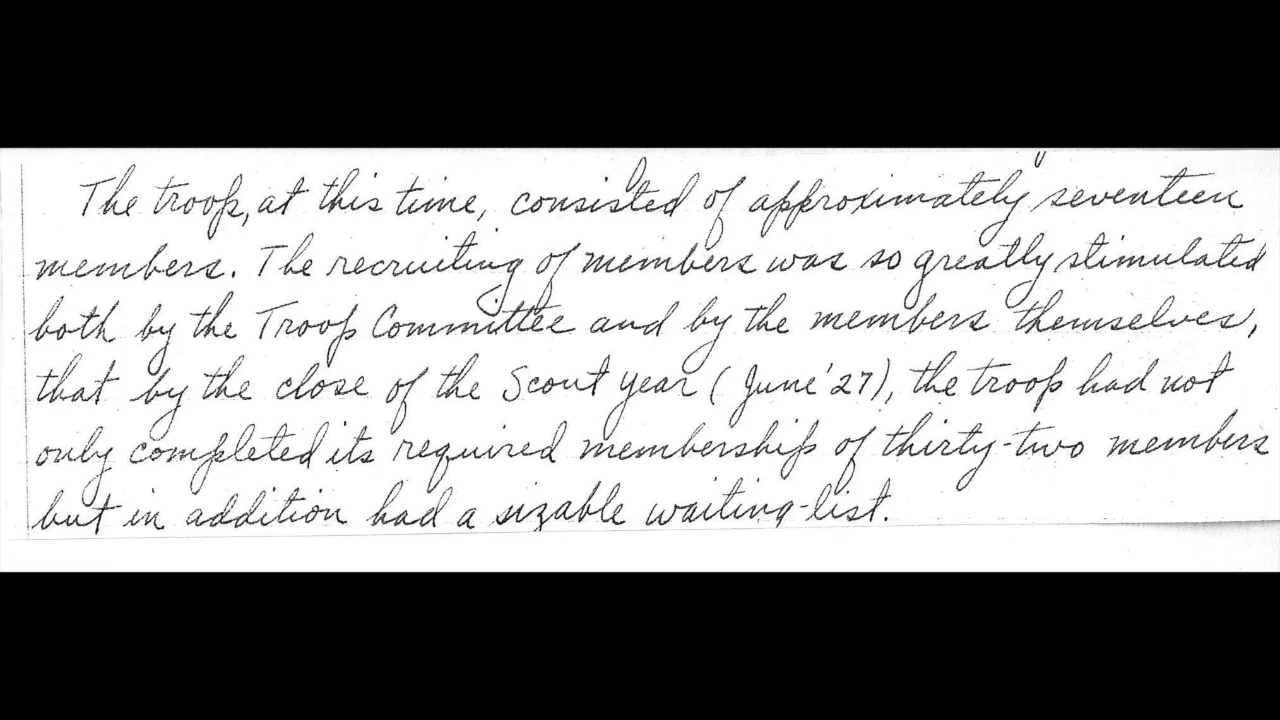 The troop, at this time, consisted of approximately seventeen
members. The recruiting of members was so greatly stimulated
both by the Troop Committee and by the members themselves,
that by the close of the Scout year (June '27), the troop had not
only completed its required membership of thirty-two members
but in addition had a sizable waiting-list.